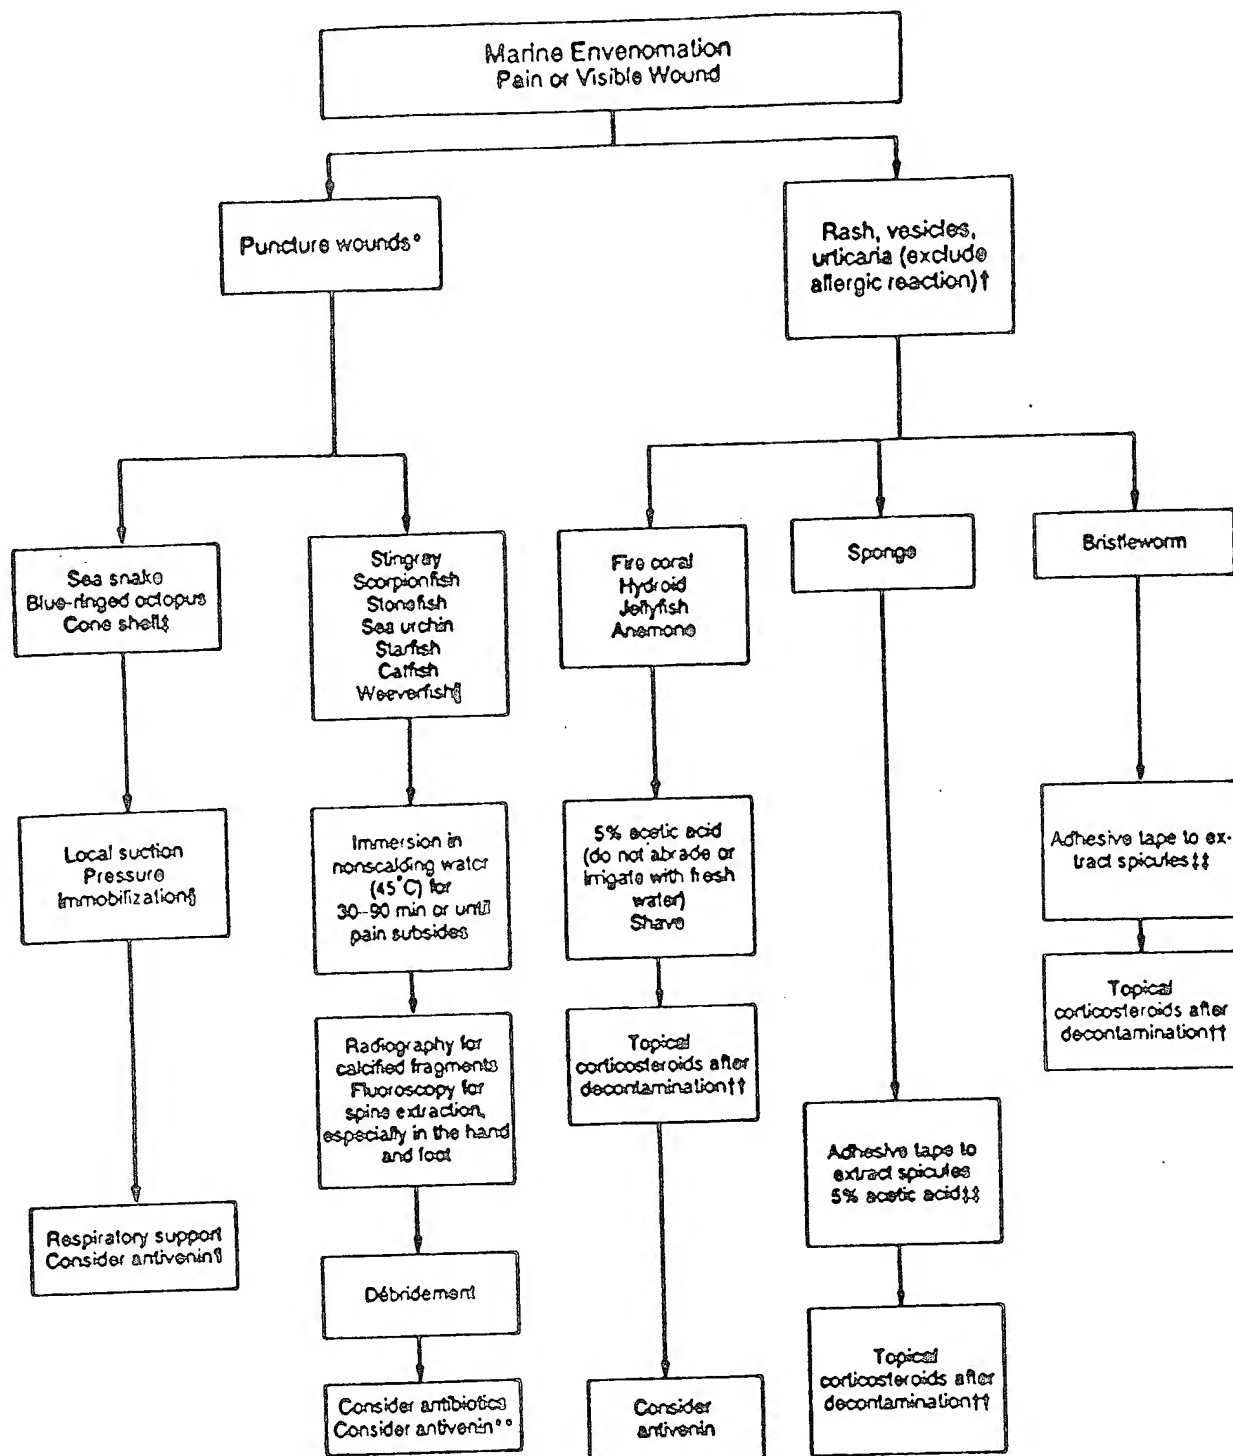 Marine Envenomation
Pain or Visible Wound
Puncture wounds*
Rash, vesicles,
urticaria (exclude
allergic reaction)†
Sea snake
Blue-ringed octopus
Cone shell‡
Stingray
Scorpionfish
Stonefish
Sea urchin
Starfish
Catfish
Weeverfish§
Fire coral
Hydroid
Jellyfish
Anemone
Sponge
Bristleworm
Local suction
Pressure
Immobilization§
Immersion in
nonscalding water
(45°C) for
30–90 min or until
pain subsides
5% acetic acid
(do not abrade or
irrigate with fresh
water)
Shave
Adhesive tape to ex-
tract spicules‡‡
Topical
corticosteroids after
decontamination††
Radiography for
calcified fragments
Fluoroscopy for
spine extraction,
especially in the hand
and foot
Topical
corticosteroids after
decontamination††
Adhesive tape to
extract spicules
5% acetic acid‡‡
Respiratory support
Consider antivenin¶
Débridement
Topical
corticosteroids after
decontamination††
Consider antibiotics
Consider antivenin**
Consider
antivenin